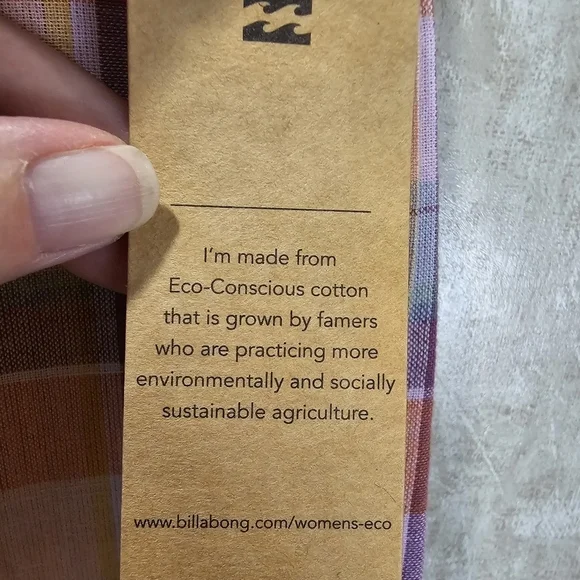 I'm made from
Eco-Conscious cotton
that is grown by famers
who are practicing more
environmentally and socially
sustainable agriculture.
www.billabong.com/womens-eco